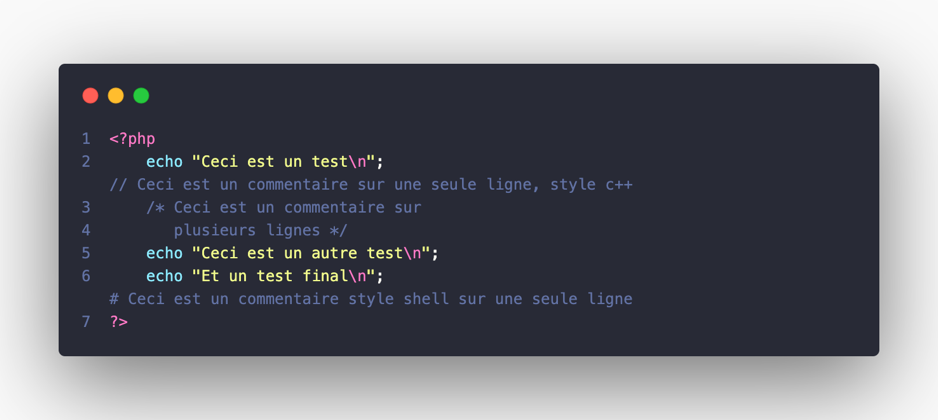 1 <?php
2 echo "Ceci est un test\n";
// Ceci est un commentaire sur une seule ligne, style c++
3 /* Ceci est un commentaire sur
4 plusieurs lignes */
5 echo "Ceci est un autre test\n";
6 echo "Et un test final\n";
# Ceci est un commentaire style shell sur une seule ligne
7 ?>